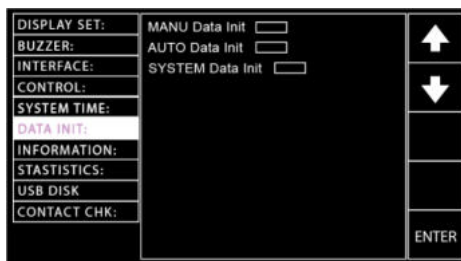 DISPLAY SET:
BUZZER:
INTERFACE:
CONTROL:
SYSTEM TIME:
DATA INIT:
INFORMATION:
STASTISTICS:
USB DISK
CONTACT CHK:
MANU Data Init
AUTO Data Init
SYSTEM Data Init
ENTER